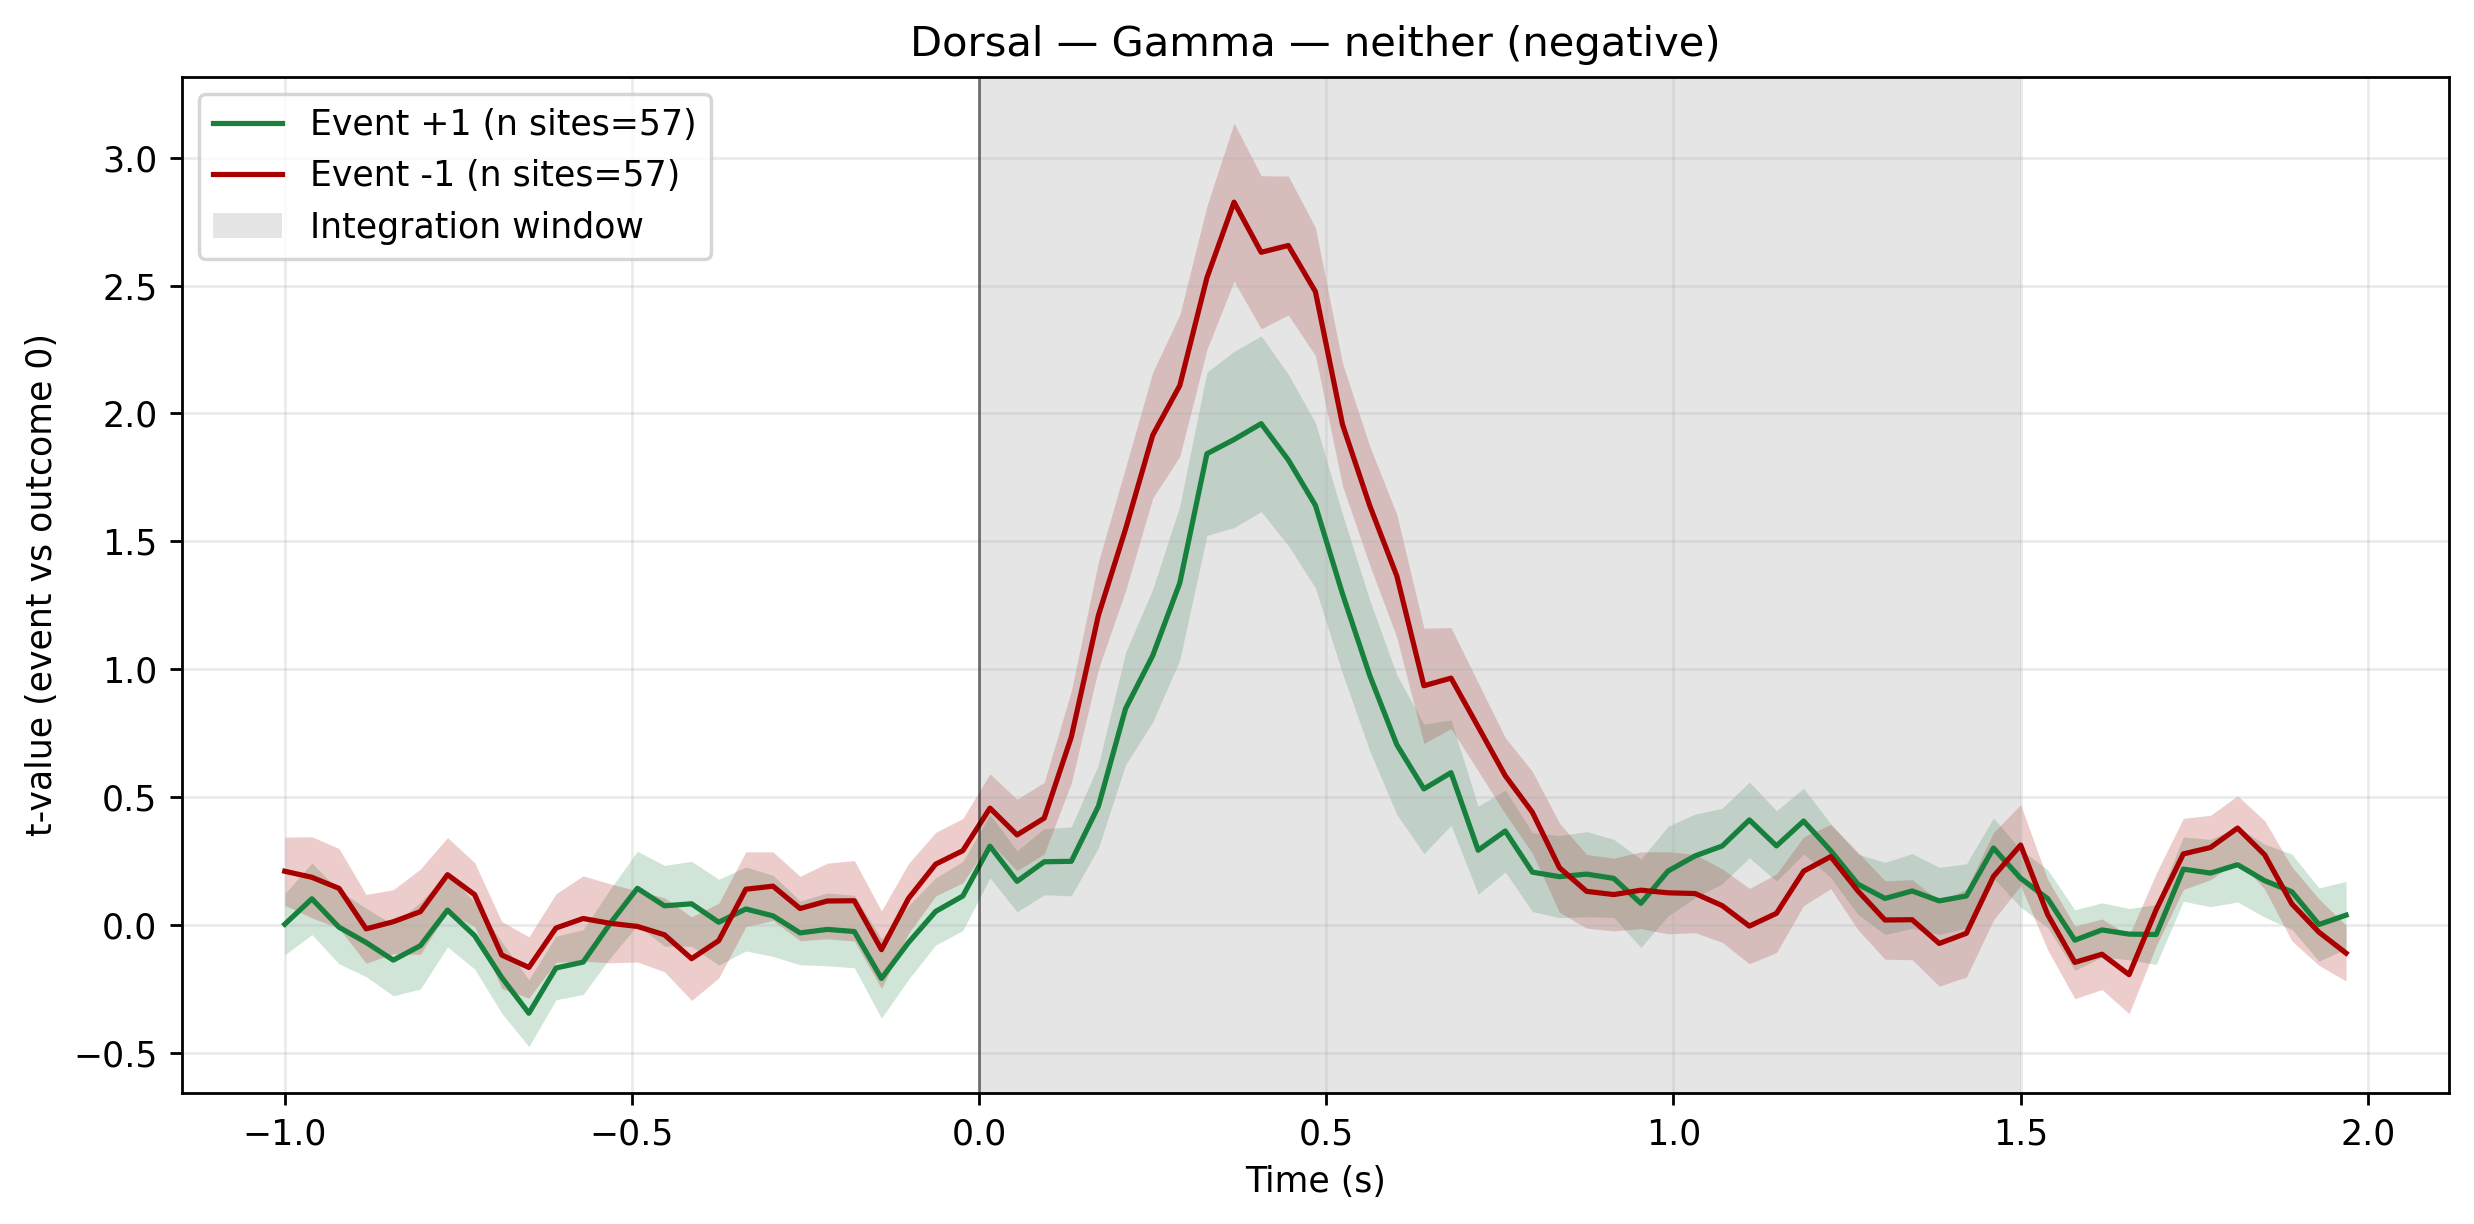 Dorsal — Gamma — neither (negative)
Event +1 (n sites=57)
Event -1 (n sites=57)
Integration window
t-value (event vs outcome 0)
3.0
2.5
2.0
1.5
1.0
0.5
0.0
−0.5
−1.0 −0.5 0.0 0.5 1.0 1.5 2.0
Time (s)